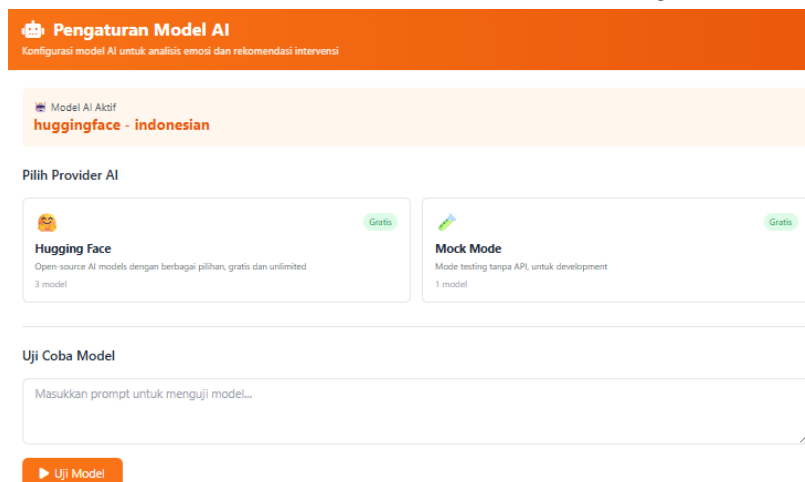 Pengaturan Model AI
Konfigurasi model AI untuk analisis emosi dan rekomendasi intervensi
Model AI Aktif
huggingface - indonesian
Pilih Provider AI
Gratis
Hugging Face
Open-source AI models dengan berbagai pilihan, gratis dan unlimited
3 model
Gratis
Mock Mode
Mode testing tanpa API, untuk development
1 model
Uji Coba Model
Masukkan prompt untuk menguji model...
Uji Model